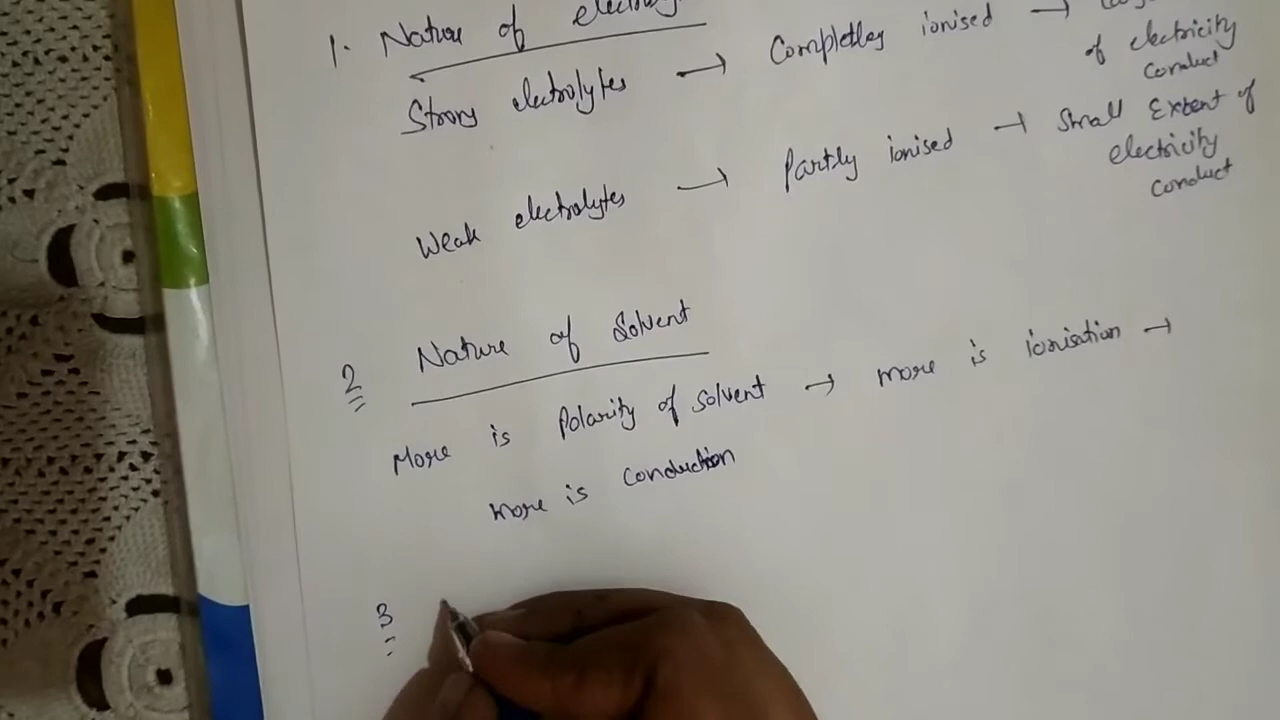 1. Nature of
Strong electrolytes → Completley ionised →
of electricity
conduct
Weak electrolytes → Partly ionised → Small Extent of
electricity
conduct
2 Nature of Solvent
More is Polarity of solvent → more is ionisation →
more is conduction
3